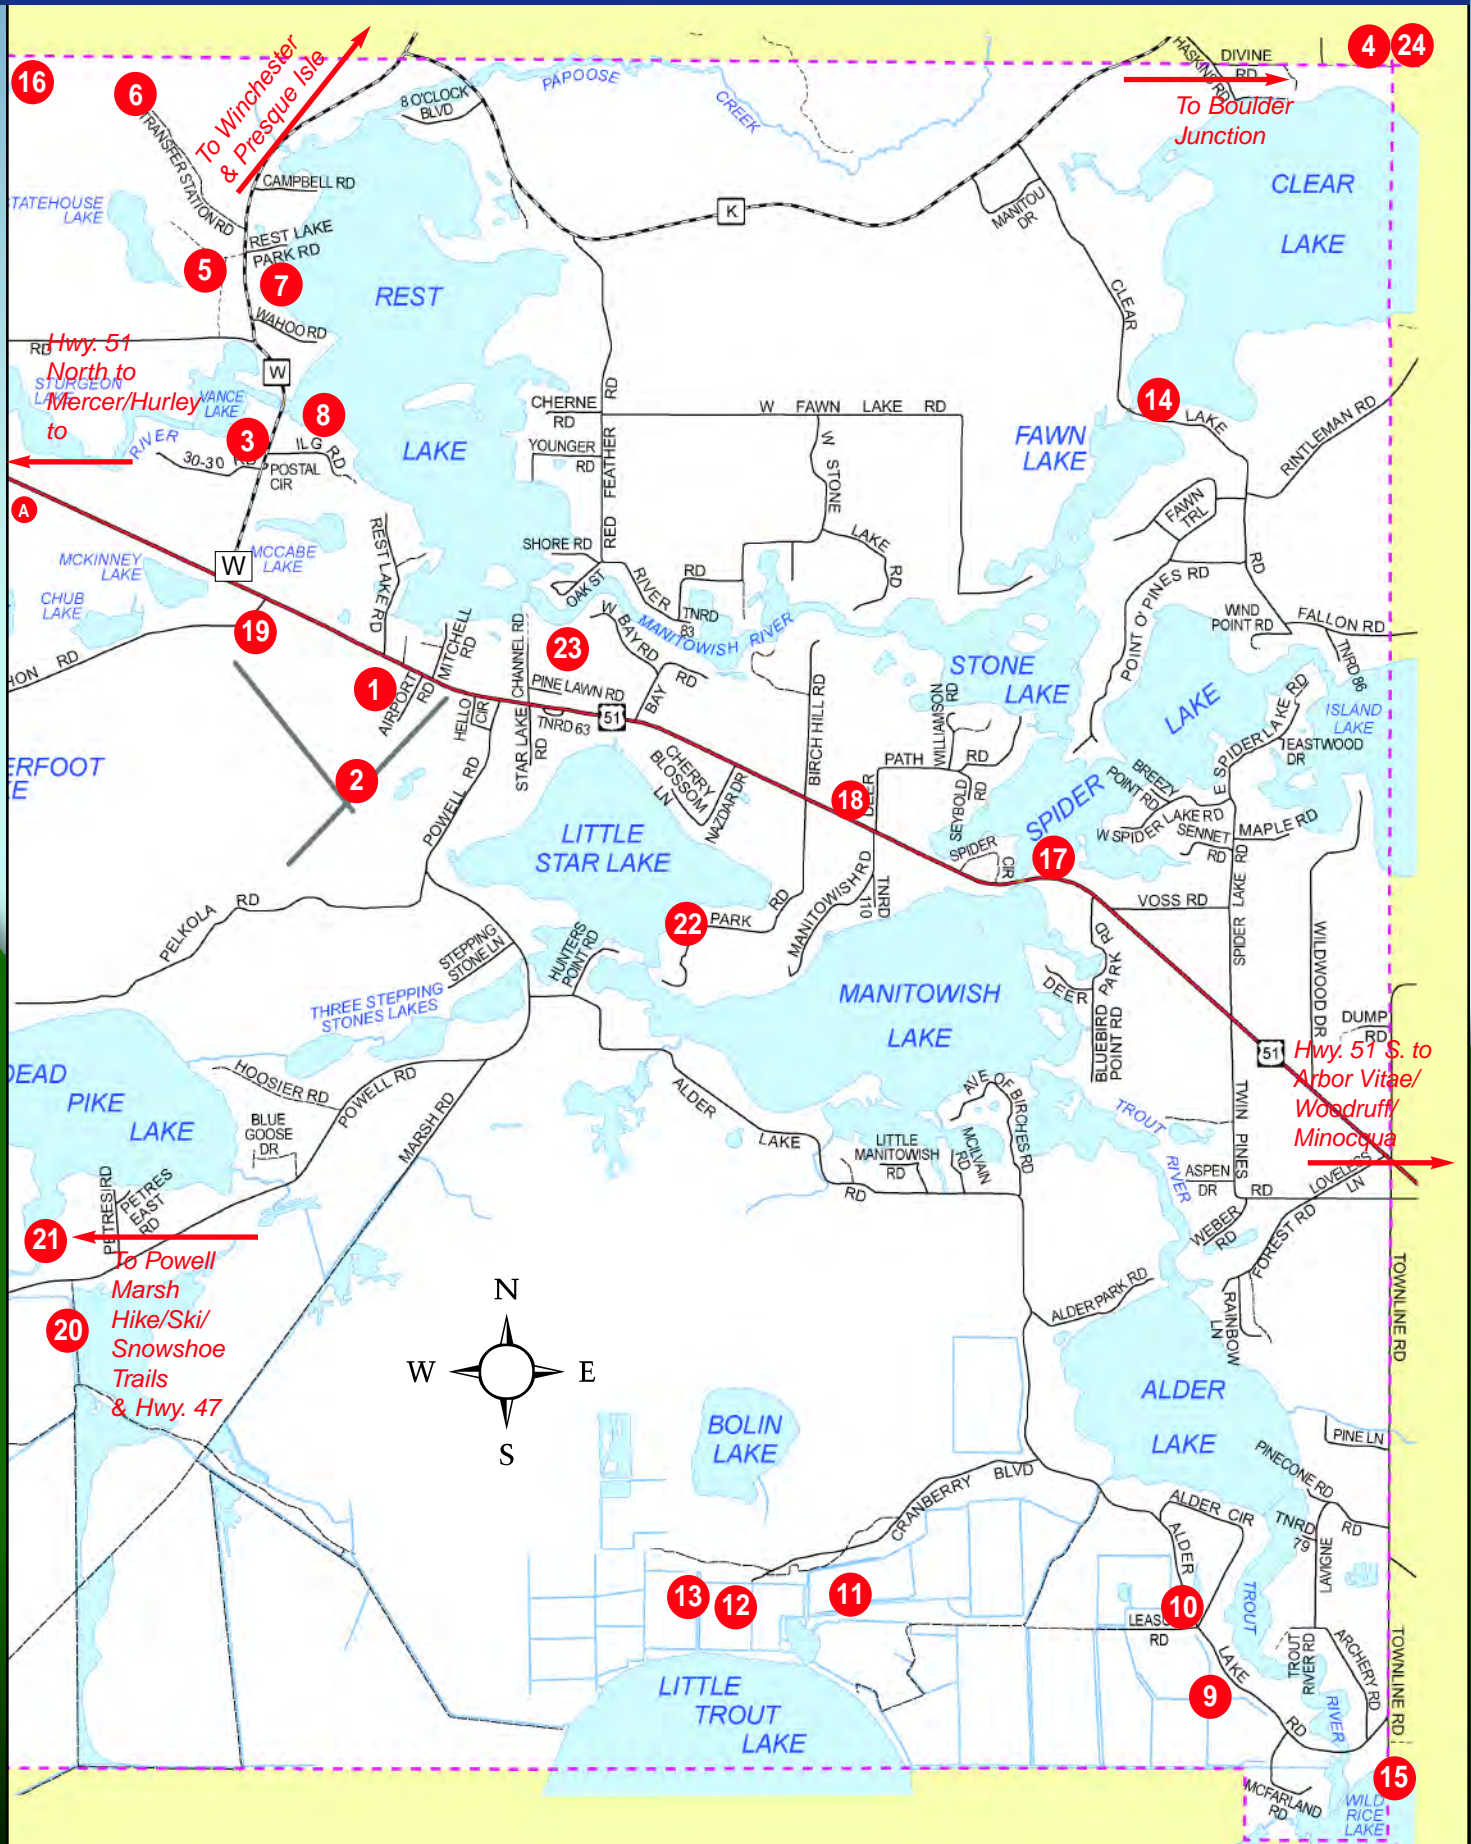 16
6
To Winchester
& Presque Isle
8 O'CLOCK
BLVD
PAPOOSE
CREEK
HASKINS RD
DIVINE
RD
4
24
To Boulder
Junction
TRANSFER STATION RD
CAMPBELL RD
REST LAKE
PARK RD
5
7
WAHOO RD
TATEHOUSE
LAKE
REST
LAKE
K
MANITOU
DR
CLEAR
LAKE
RD
Hwy. 51
North to
Mercer/Hurley
to
STURGEON
LAKE
VANCE
LAKE
W
8
3
RIVER
30-30 RD
ILG RD
POSTAL
CIR
A
CHERNE
RD
YOUNGER
RD
RED FEATHER RD
W FAWN LAKE RD
W STONE
LAKE
RD
FAWN
LAKE
CLEAR
14
LAKE
RD
RINTLEMAN RD
FAWN
TRL
MCKINNEY
LAKE
CHUB
LAKE
W
MCCABE
LAKE
REST LAKE RD
SHORE RD
OAK ST
RIVER
RD
TNRD
83
MANITOWISH RIVER
POINT O' PINES RD
WIND
POINT RD
FALLON RD
TNRD 86
19
HON RD
1
AIRPORT
RD
MITCHELL
RD
HELLO
CIR
CHANNEL RD
23
W BAY RD
RD
BAY
PINE LAWN RD
TNRD 63
51
STAR LAKE
RD
BIRCH HILL RD
STONE
LAKE
WILLIAMSON
RD
PATH
RD
DEER
SEYBOLD
RD
SPIDER
LAKE
ISLAND
LAKE
E SPIDER LAKE RD
TEASTWOOD
DR
BREEZY
POINT RD
W SPIDER LAKE RD
SENNET
RD
MAPLE RD
ERFOOT
E
2
POWELL RD
CHERRY
BLOSSOM
LN
NAZDAR DR
LITTLE
STAR LAKE
18
SPIDER
CIR
17
PELKOLA RD
STEPPING
STONE LN
HUNTERS
POINT RD
22
PARK
RD
MANITOWISH RD
TNRD
110
VOSS RD
SPIDER LAKE RD
WILDWOOD DR
DUMP
RD
DEER
PARK
RD
BLUEBIRD
POINT RD
MANITOWISH
LAKE
THREE STEPPING
STONES LAKES
51
Hwy. 51 S. to
Arbor Vitae/
Woodruff/
Minocqua
DEAD
PIKE
LAKE
HOOSIER RD
BLUE
GOOSE
DR
POWELL RD
MARSH RD
ALDER
LAKE
RD
LITTLE
MANITOWISH
RD
MCILVAIN
RD
AVE OF BIRCHES RD
TROUT
RIVER
TWIN PINES
RD
ASPEN
DR
WEBER
RD
FOREST RD
LOVELESS
LN
PETRES RD
PETRES
EAST
RD
21
To Powell
Marsh
Hike/Ski/
Snowshoe
Trails
& Hwy. 47
20
N
W
E
S
ALDER PARK RD
RAINBOW
LN
TOWNLINE RD
ALDER
LAKE
PINE LN
PINECONE RD
RD
BOLIN
LAKE
CRANBERRY BLVD
ALDER CIR
ALDER
TNRD
79
LAVIGNE
13
12
11
10
LEASU
RD
LAKE
RD
9
TROUT
RIVER
TROUT
RIVER RD
ARCHERY RD
TOWNLINE RD
LITTLE
TROUT
LAKE
15
MCFARLAND
RD
WILD
RICE
LAKE